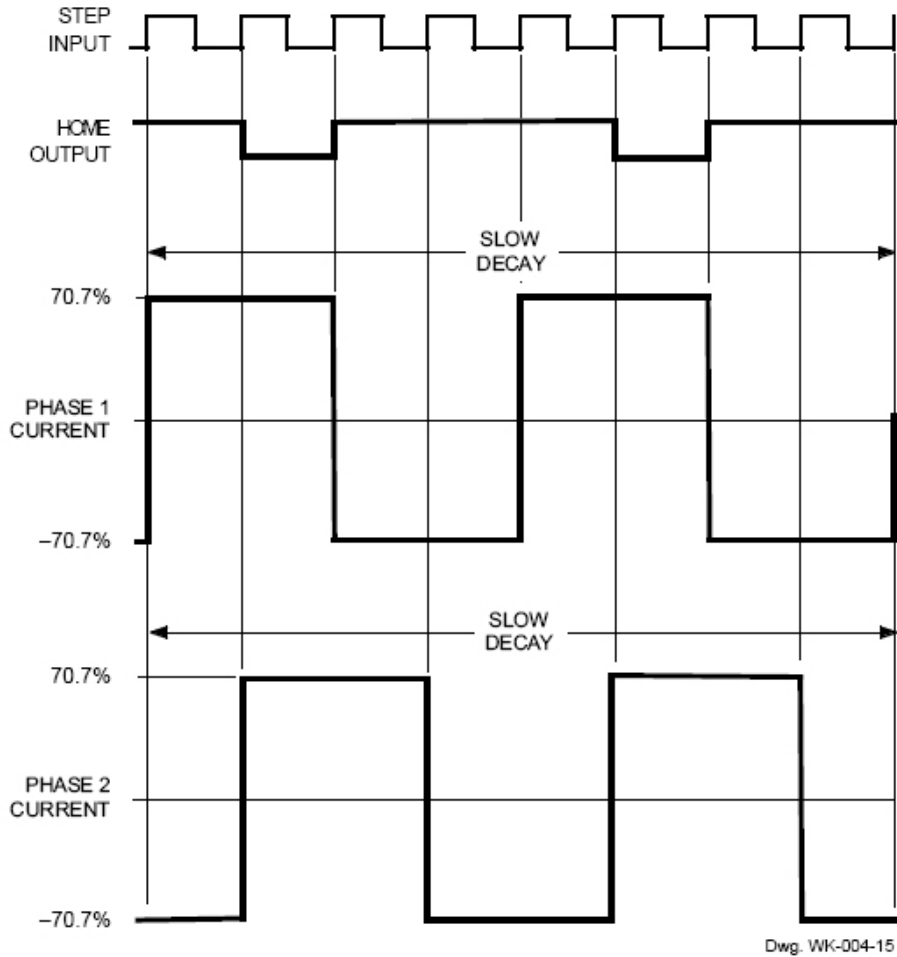 STEP
INPUT
HOME
OUTPUT
SLOW
DECAY
70.7%
PHASE 1
CURRENT
–70.7%
SLOW
DECAY
70.7%
PHASE 2
CURRENT
–70.7%
Dwg. WK-004-15